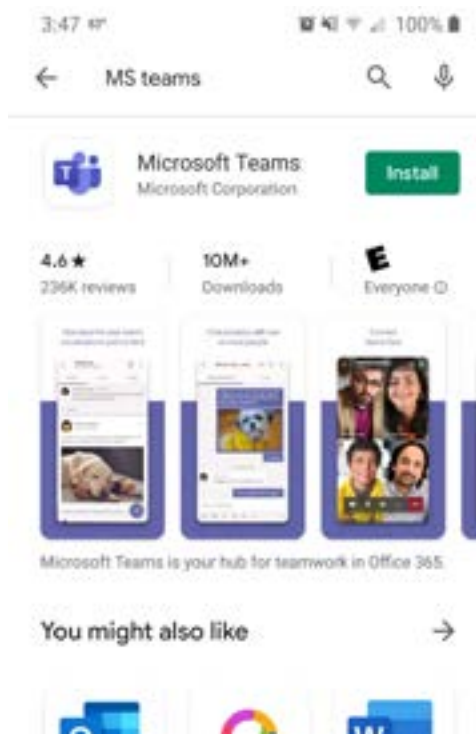 3:47
100%
MS teams
Microsoft Teams
Microsoft Corporation
Install
4.6★
236K reviews
10M+
Downloads
E
Everyone
Microsoft Teams is your hub for teamwork in Office 365.
You might also like
W